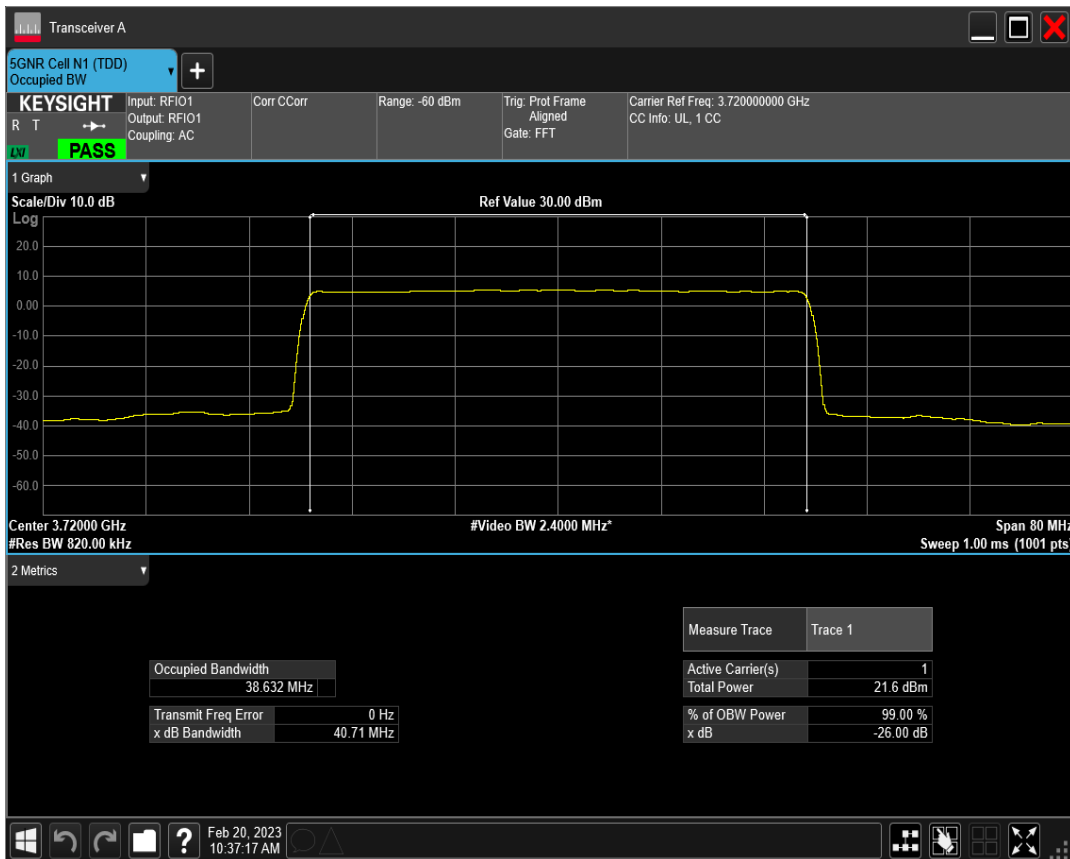 Transceiver A
5GNR Cell N1 (TDD)
Occupied BW
+
KEYSIGHT
R T
LXI
PASS
Input: RFIO1
Output: RFIO1
Coupling: AC
Corr CCorr
Range: -60 dBm
Trig: Prot Frame
Aligned
Gate: FFT
Carrier Ref Freq: 3.720000000 GHz
CC Info: UL, 1 CC
1 Graph
Scale/Div 10.0 dB
Ref Value 30.00 dBm
Log
20.0
10.0
0.00
-10.0
-20.0
-30.0
-40.0
-50.0
-60.0
Center 3.72000 GHz
#Video BW 2.4000 MHz*
Span 80 MHz
#Res BW 820.00 kHz
Sweep 1.00 ms (1001 pts)
2 Metrics
Measure Trace Trace 1
Occupied Bandwidth
38.632 MHz
Active Carrier(s) 1
Total Power 21.6 dBm
Transmit Freq Error 0 Hz
x dB Bandwidth 40.71 MHz
% of OBW Power 99.00 %
x dB -26.00 dB
?
Feb 20, 2023
10:37:17 AM